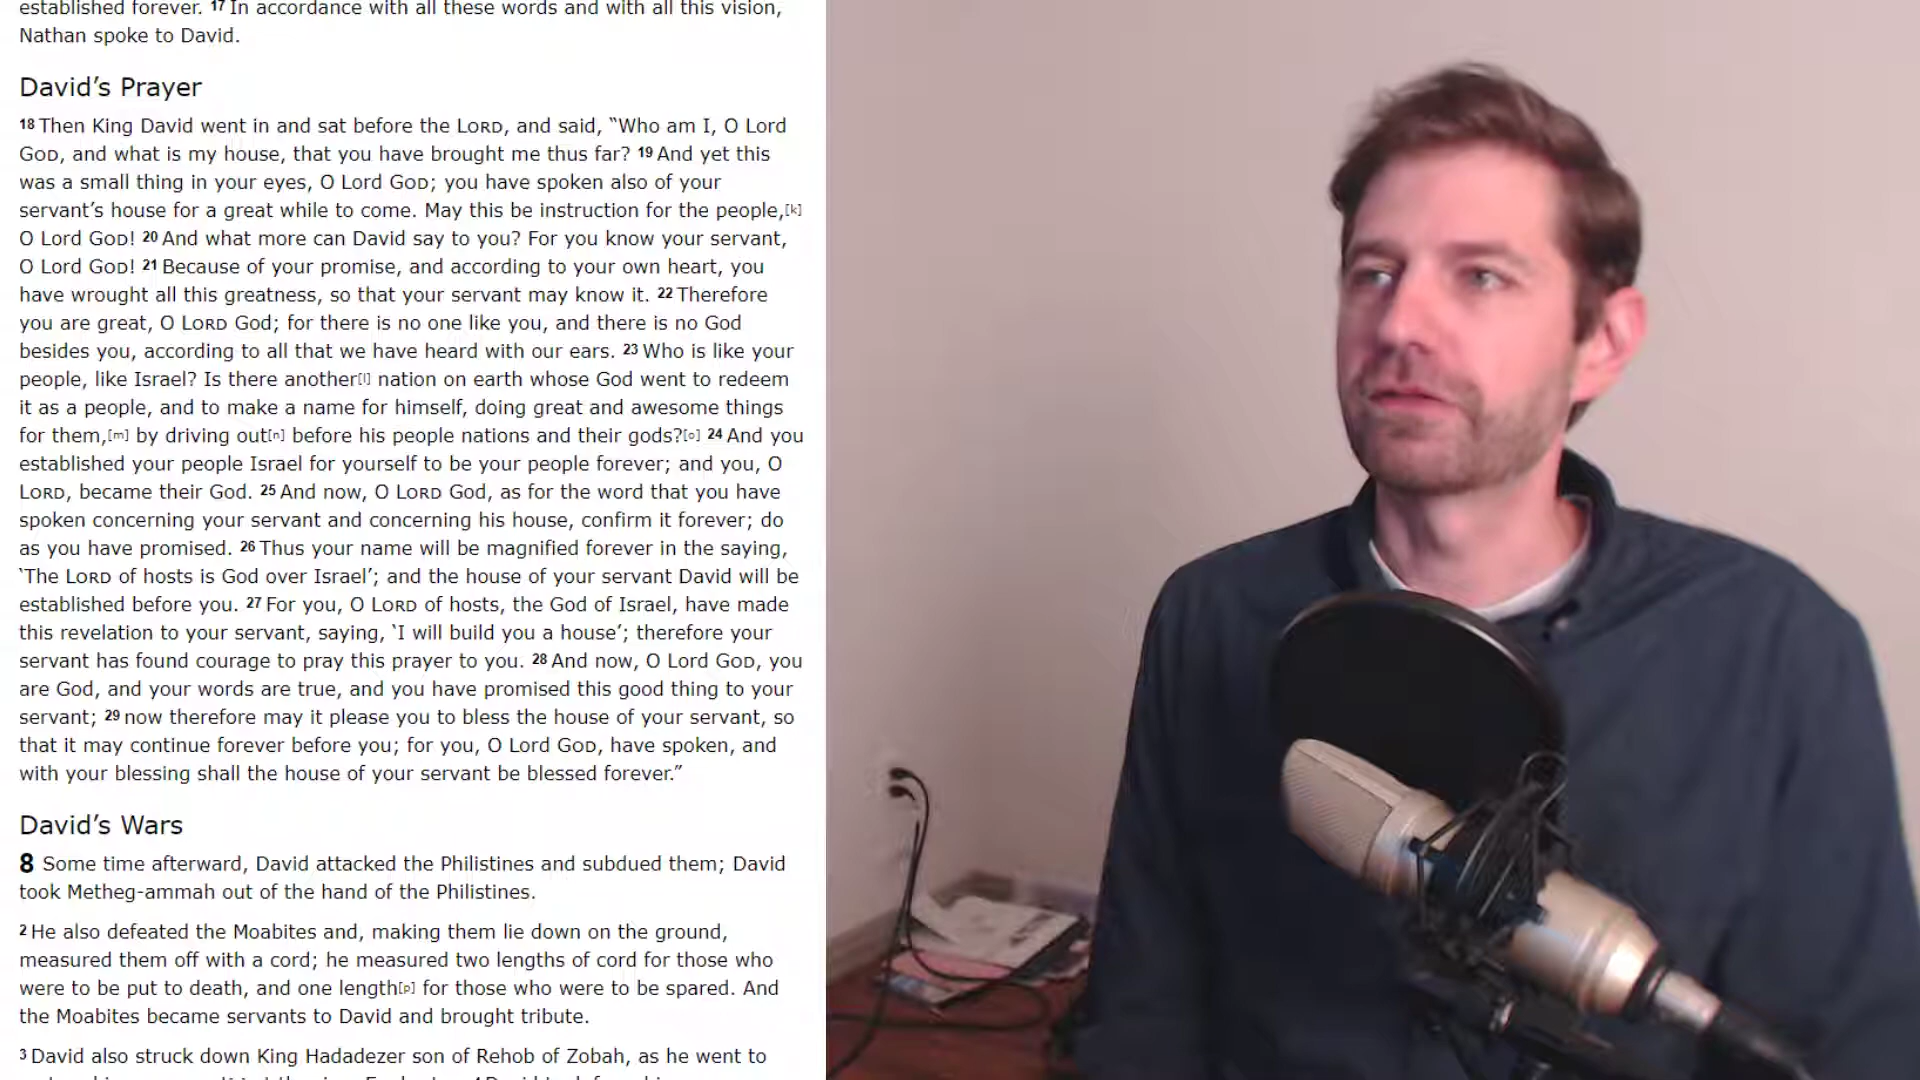 established forever. 17 In accordance with all these words and with all this vision,
Nathan spoke to David.
David’s Prayer
18 Then King David went in and sat before the LORD, and said, “Who am I, O Lord
GOD, and what is my house, that you have brought me thus far? 19 And yet this
was a small thing in your eyes, O Lord GOD; you have spoken also of your
servant’s house for a great while to come. May this be instruction for the people,[k]
O Lord GOD! 20 And what more can David say to you? For you know your servant,
O Lord GOD! 21 Because of your promise, and according to your own heart, you
have wrought all this greatness, so that your servant may know it. 22 Therefore
you are great, O LORD God; for there is no one like you, and there is no God
besides you, according to all that we have heard with our ears. 23 Who is like your
people, like Israel? Is there another[l] nation on earth whose God went to redeem
it as a people, and to make a name for himself, doing great and awesome things
for them,[m] by driving out[n] before his people nations and their gods?[o] 24 And you
established your people Israel for yourself to be your people forever; and you, O
LORD, became their God. 25 And now, O LORD God, as for the word that you have
spoken concerning your servant and concerning his house, confirm it forever; do
as you have promised. 26 Thus your name will be magnified forever in the saying,
‘The LORD of hosts is God over Israel’; and the house of your servant David will be
established before you. 27 For you, O LORD of hosts, the God of Israel, have made
this revelation to your servant, saying, ‘I will build you a house’; therefore your
servant has found courage to pray this prayer to you. 28 And now, O Lord GOD, you
are God, and your words are true, and you have promised this good thing to your
servant; 29 now therefore may it please you to bless the house of your servant, so
that it may continue forever before you; for you, O Lord GOD, have spoken, and
with your blessing shall the house of your servant be blessed forever.”
David’s Wars
8 Some time afterward, David attacked the Philistines and subdued them; David
took Metheg-ammah out of the hand of the Philistines.
2 He also defeated the Moabites and, making them lie down on the ground,
measured them off with a cord; he measured two lengths of cord for those who
were to be put to death, and one length[p] for those who were to be spared. And
the Moabites became servants to David and brought tribute.
3 David also struck down King Hadadezer son of Rehob of Zobah, as he went to